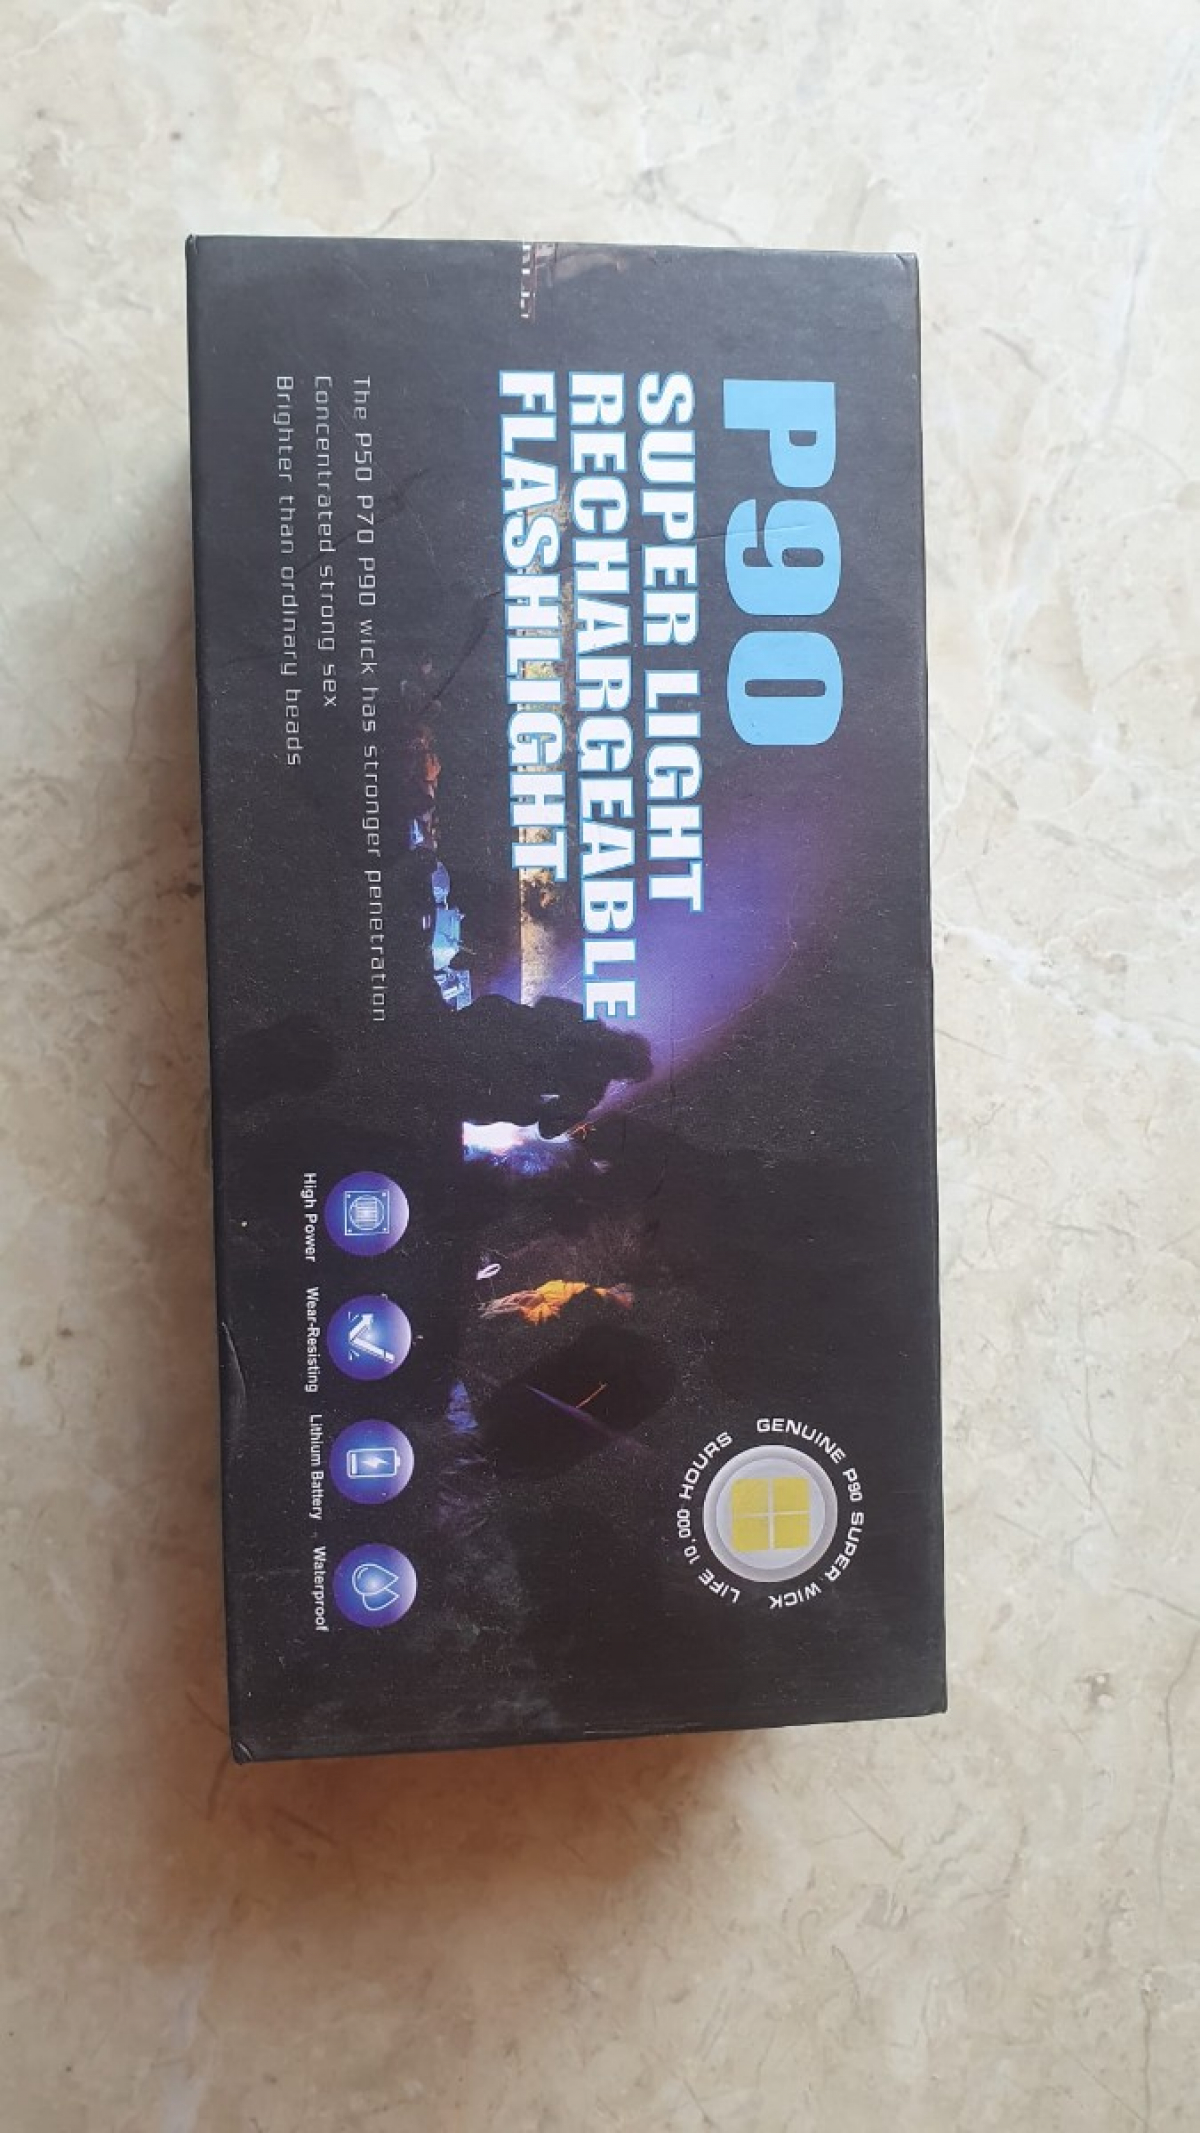 P90
SUPER LIGHT
RECHARGEABLE
FLASHLIGHT
The P50 P70 P90 wick has stronger penetration
Concentrated strong sex
Brighter than ordinary beads
GENUINE P90 SUPER WICK
LIFE 10.000 HOURS
High Power
Wear-Resisting
Lithium Battery
Waterproof